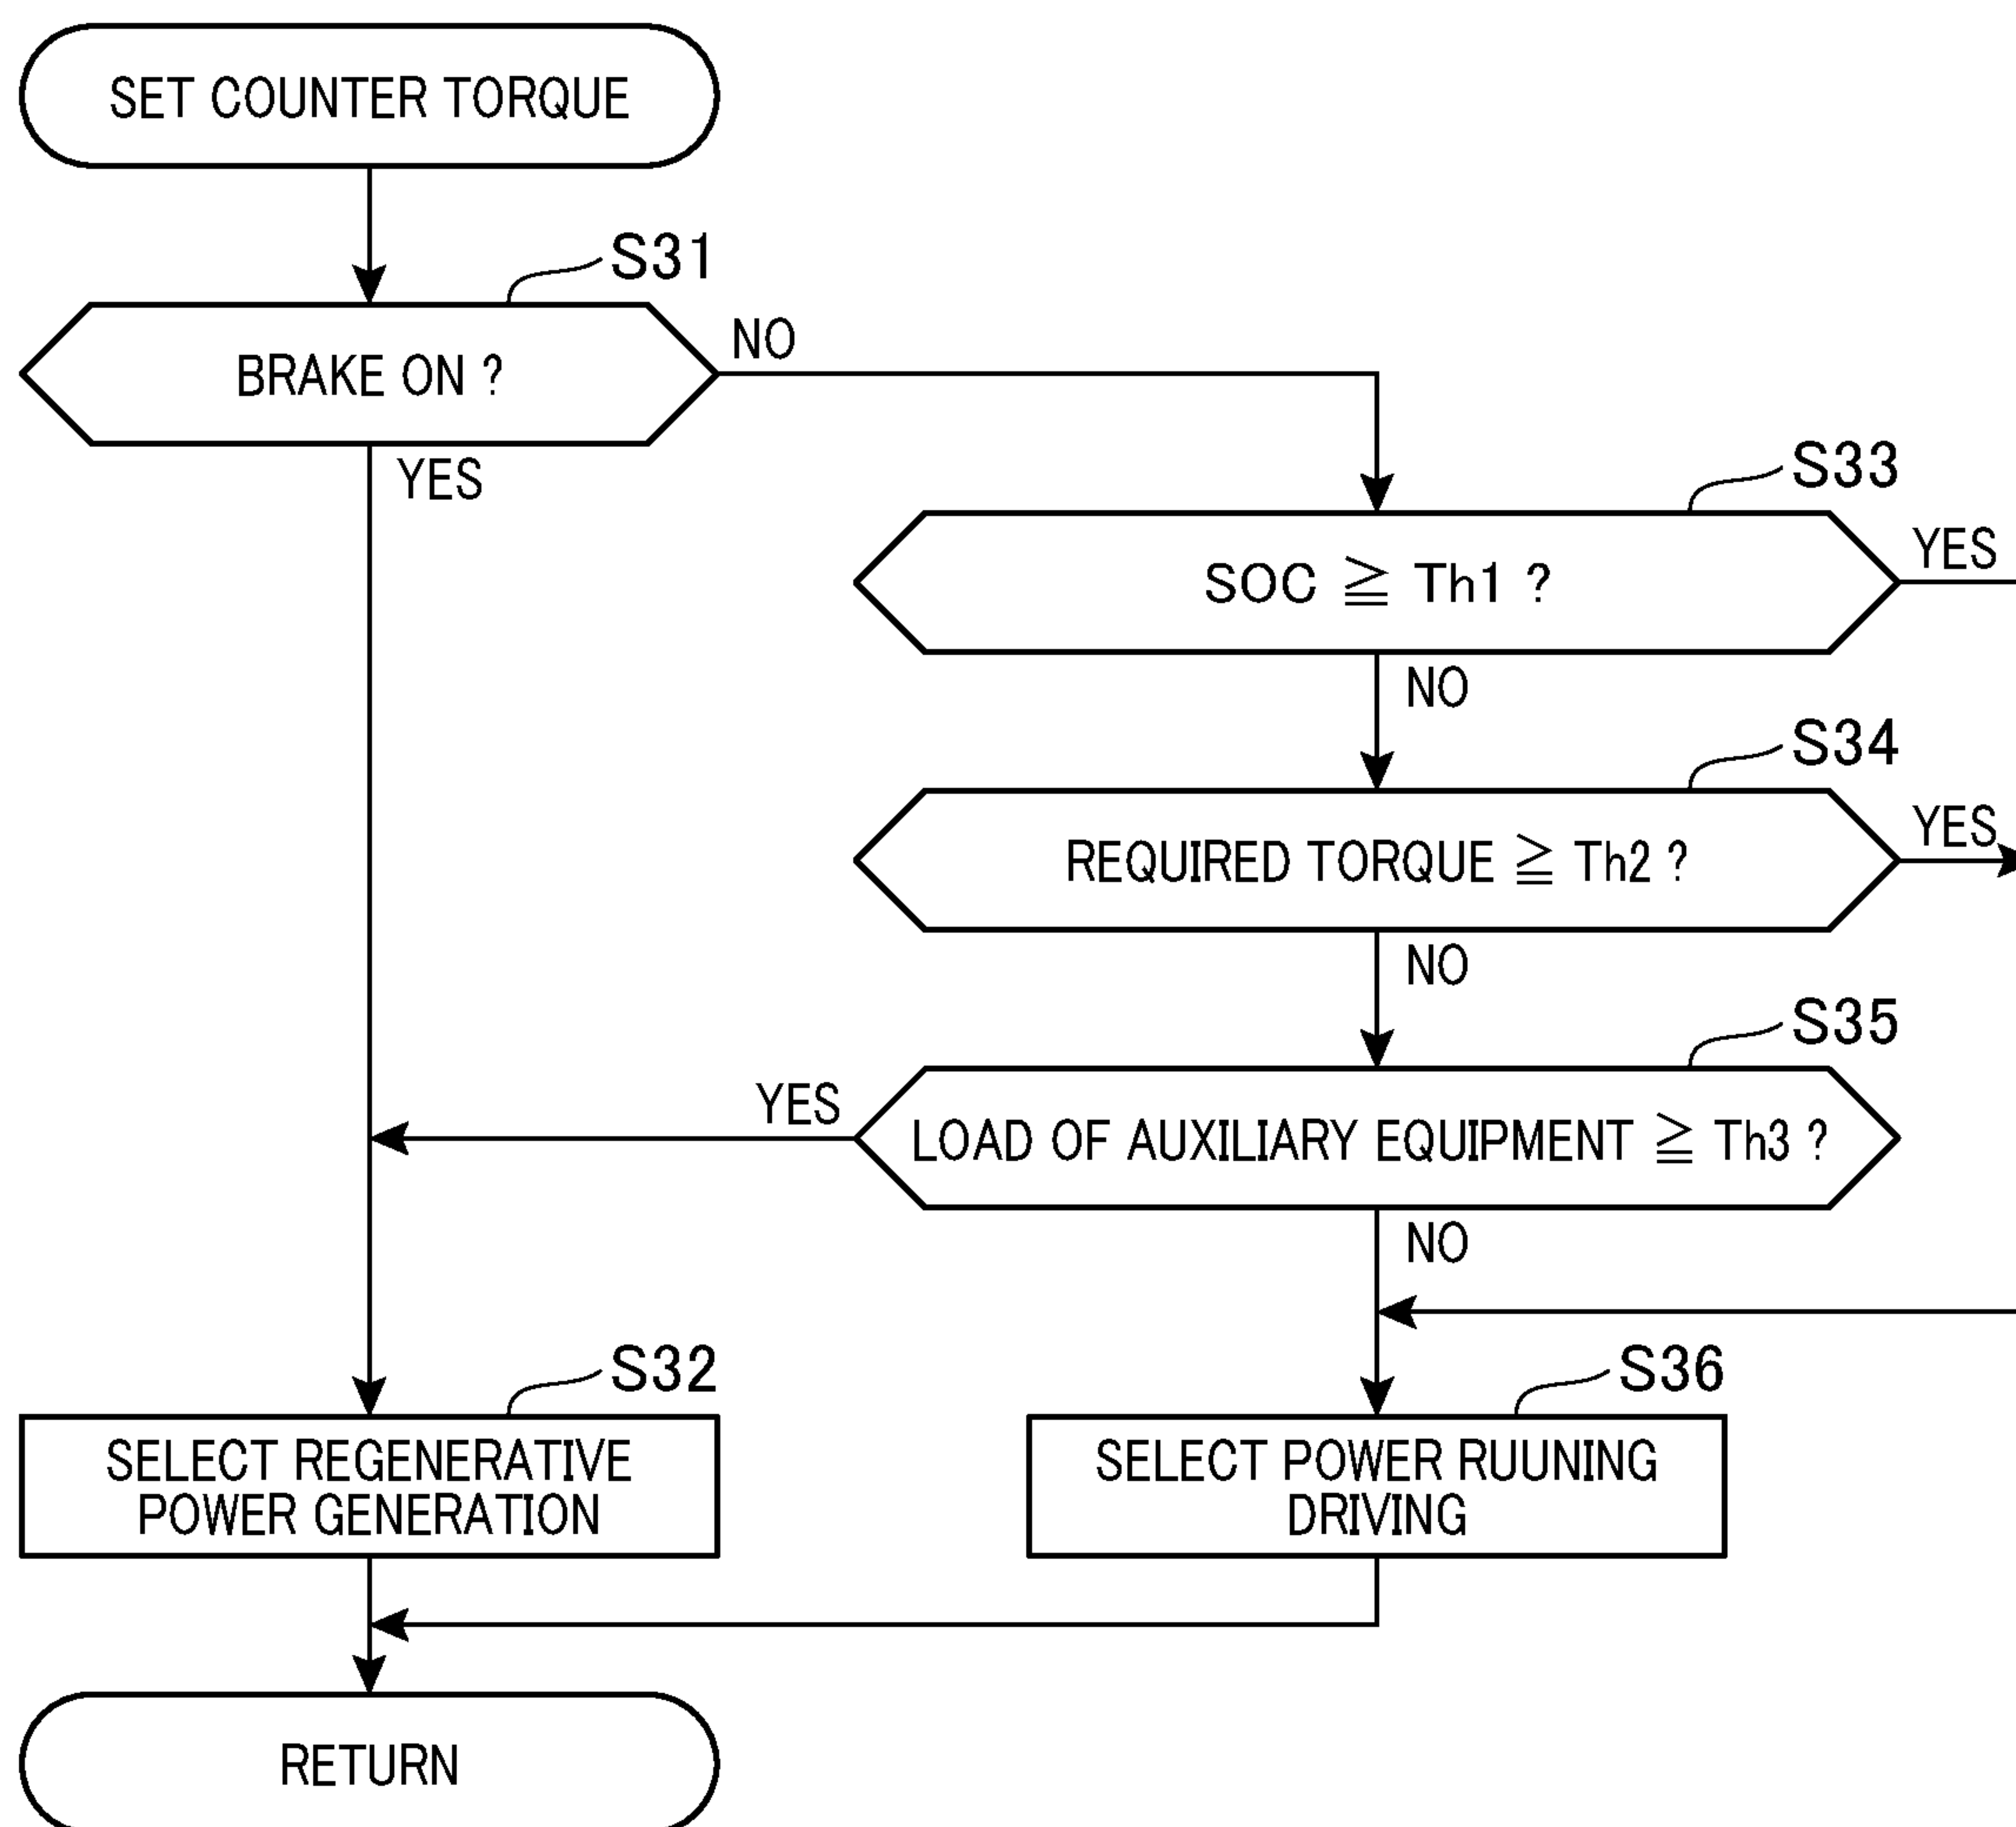 SET COUNTER TORQUE
S31
BRAKE ON ?
NO
YES
S33
SOC ≧ Th1 ?
YES
NO
S34
REQUIRED TORQUE ≧ Th2 ?
YES
NO
S35
YES
LOAD OF AUXILIARY EQUIPMENT ≧ Th3 ?
NO
S32
SELECT REGENERATIVE
POWER GENERATION
S36
SELECT POWER RUUNING
DRIVING
RETURN